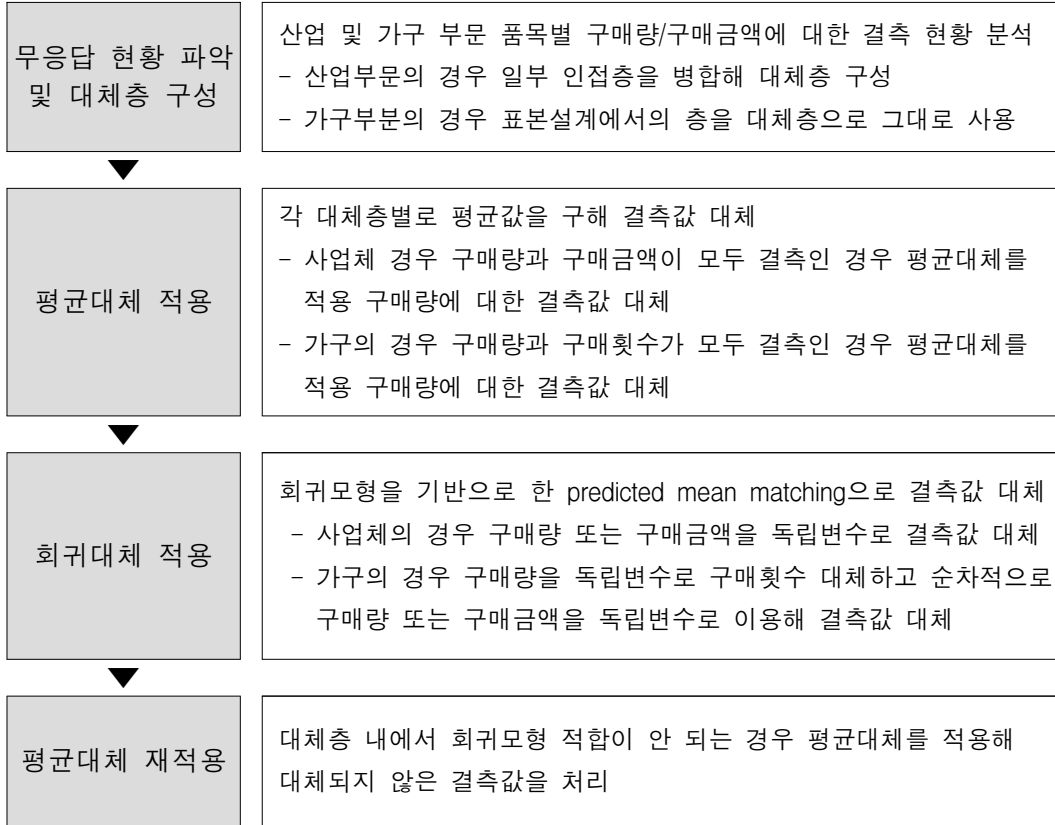 무응답 현황 파악
및 대체층 구성
산업 및 가구 부문 품목별 구매량/구매금액에 대한 결측 현황 분석
- 산업부문의 경우 일부 인접층을 병합해 대체층 구성
- 가구부분의 경우 표본설계에서의 층을 대체층으로 그대로 사용
평균대체 적용
각 대체층별로 평균값을 구해 결측값 대체
- 사업체 경우 구매량과 구매금액이 모두 결측인 경우 평균대체를
적용 구매량에 대한 결측값 대체
- 가구의 경우 구매량과 구매횟수가 모두 결측인 경우 평균대체를
적용 구매량에 대한 결측값 대체
회귀대체 적용
회귀모형을 기반으로 한 predicted mean matching으로 결측값 대체
- 사업체의 경우 구매량 또는 구매금액을 독립변수로 결측값 대체
- 가구의 경우 구매량을 독립변수로 구매횟수 대체하고 순차적으로
구매량 또는 구매금액을 독립변수로 이용해 결측값 대체
평균대체 재적용
대체층 내에서 회귀모형 적합이 안 되는 경우 평균대체를 적용해
대체되지 않은 결측값을 처리